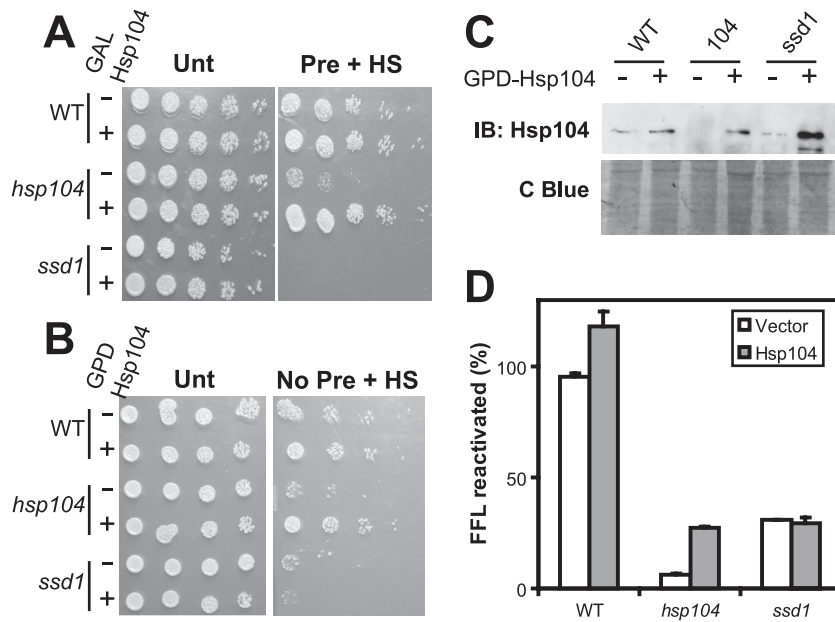 A
GAL
Hsp104
Unt
Pre + HS
WT
−
+
hsp104
−
+
ssd1
−
+
B
GPD
Hsp104
Unt
No Pre + HS
WT
−
+
hsp104
−
+
ssd1
−
+
C
WT
104
ssd1
GPD-Hsp104
- + - + - +
IB: Hsp104
C Blue
D
Vector
Hsp104
FFL reactivated (%)
100
50
0
WT hsp104 ssd1